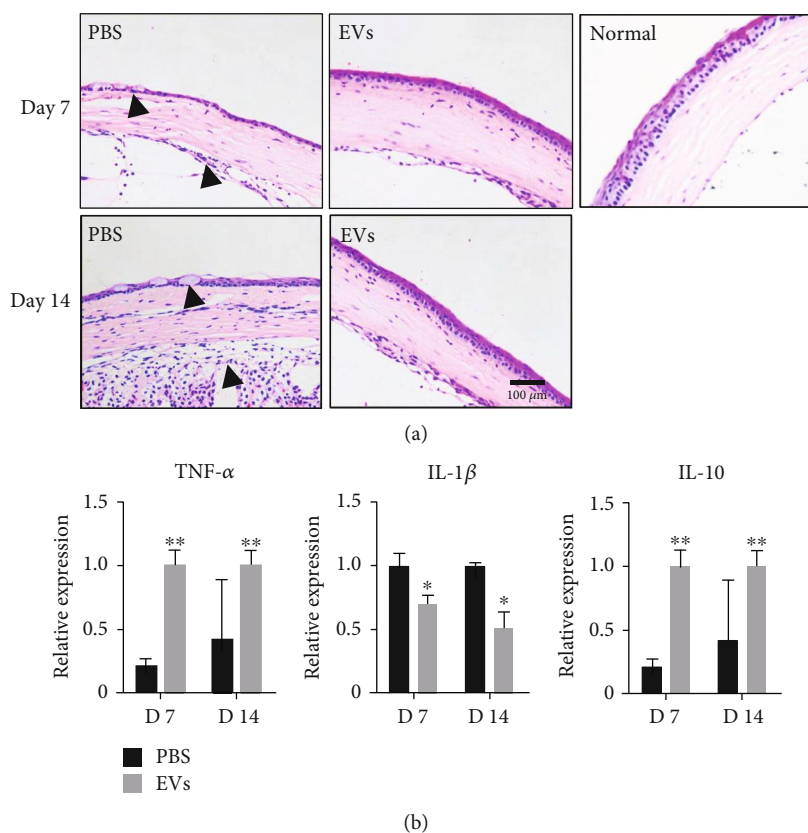 PBS
EVs
Normal
Day 7
PBS
EVs
Day 14
100 μm
(a)
TNF-α
IL-1β
IL-10
Relative expression
1.5
1.0
0.5
0
**
**
D 7
D 14
Relative expression
1.5
1.0
0.5
0
*
*
D 7
D 14
Relative expression
1.5
1.0
0.5
0
**
**
D 7
D 14
PBS
EVs
(b)